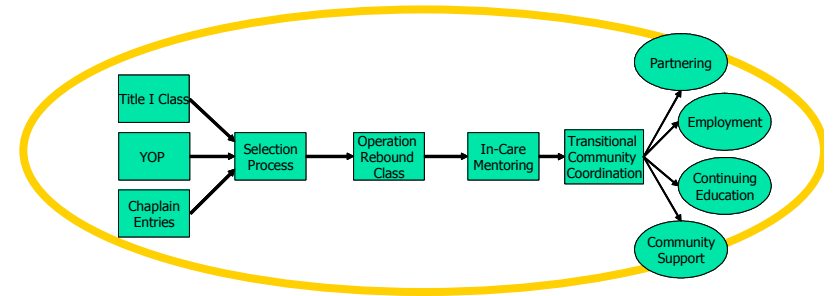 Title I Class
YOP
Chaplain
Entries
Selection
Process
Operation
Rebound
Class
In-Care
Mentoring
Transitional
Community
Coordination
Partnering
Employment
Continuing
Education
Community
Support